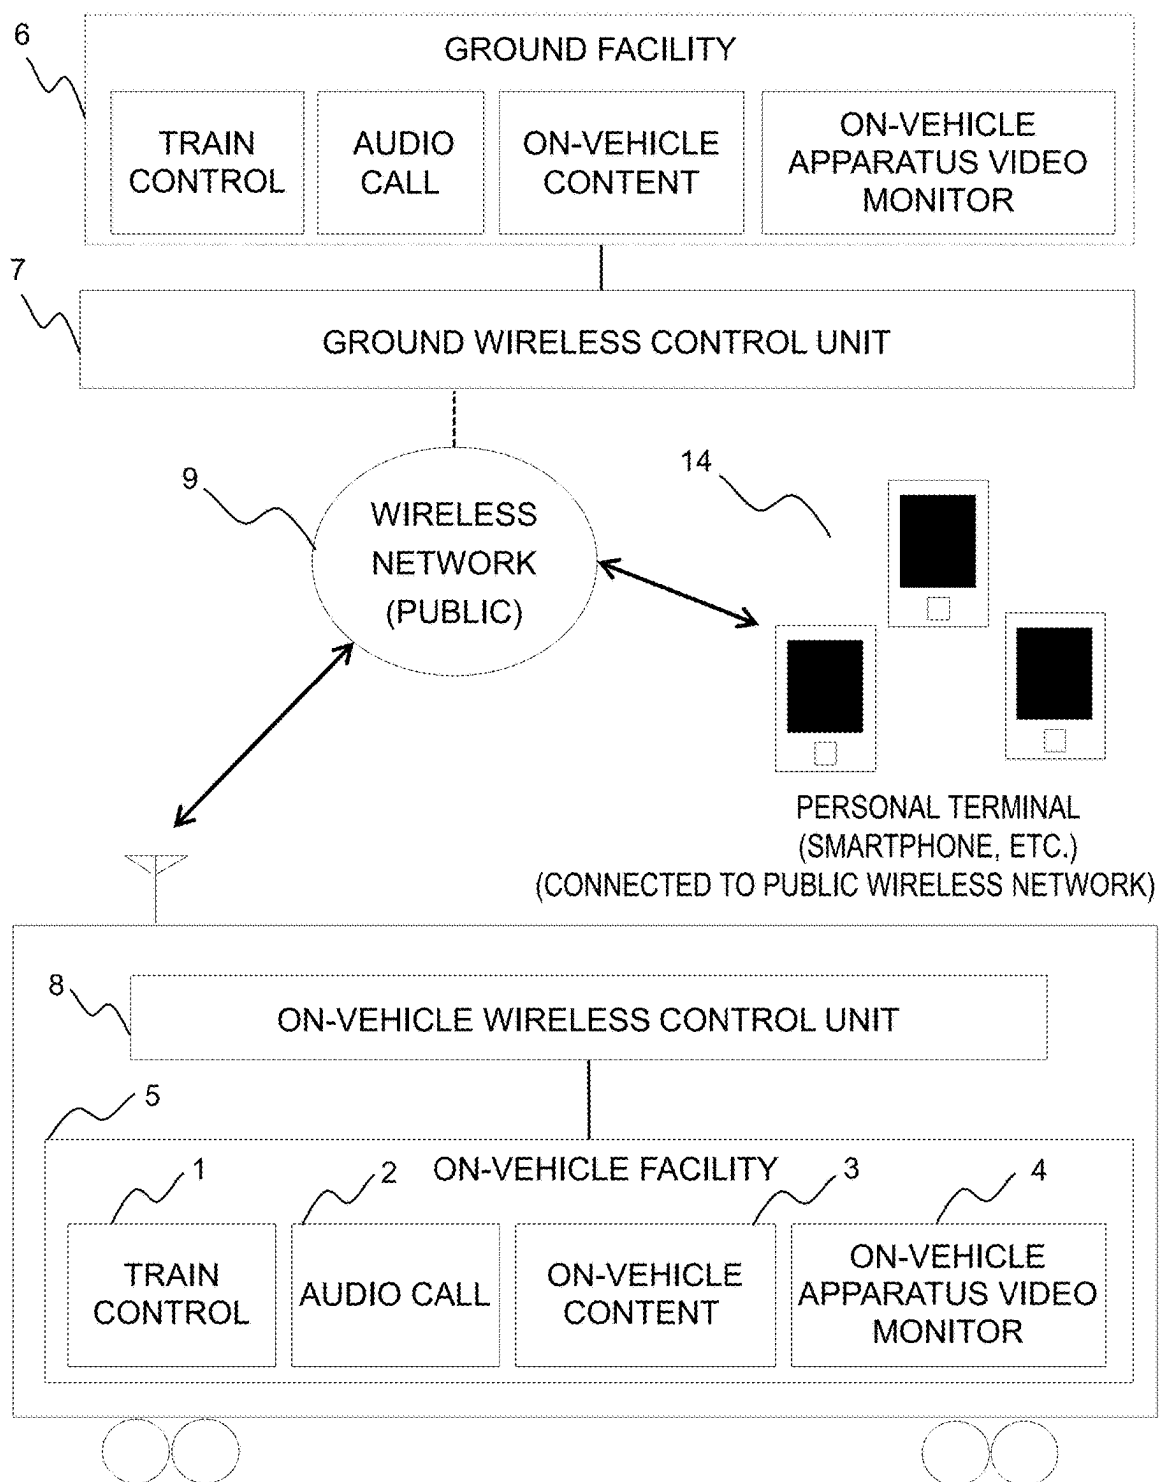 6
GROUND FACILITY
TRAIN
CONTROL
AUDIO
CALL
ON-VEHICLE
CONTENT
ON-VEHICLE
APPARATUS VIDEO
MONITOR
7
GROUND WIRELESS CONTROL UNIT
9
WIRELESS
NETWORK
(PUBLIC)
14
PERSONAL TERMINAL
(SMARTPHONE, ETC.)
(CONNECTED TO PUBLIC WIRELESS NETWORK)
8
ON-VEHICLE WIRELESS CONTROL UNIT
5
ON-VEHICLE FACILITY
1
TRAIN
CONTROL
2
AUDIO CALL
3
ON-VEHICLE
CONTENT
4
ON-VEHICLE
APPARATUS VIDEO
MONITOR